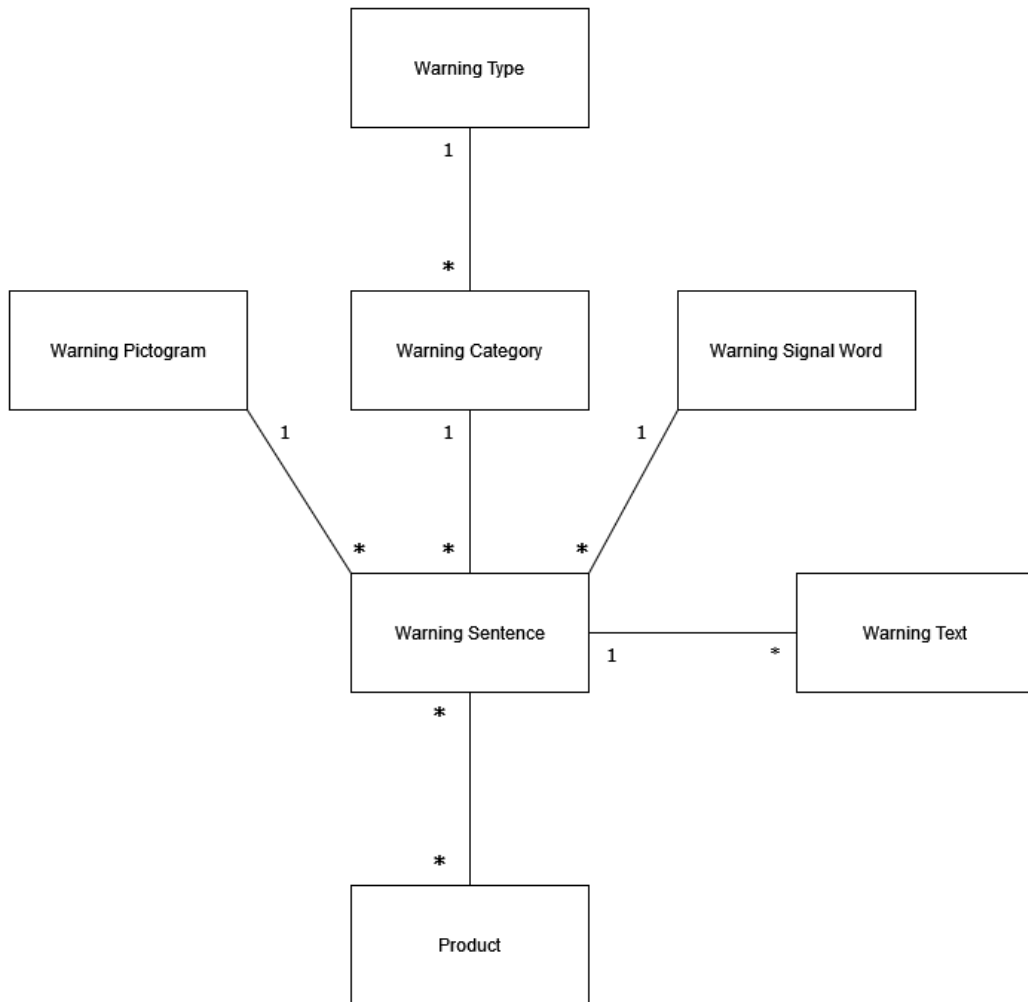 Warning Type
1
*
Warning Pictogram
Warning Category
Warning Signal Word
1
1
1
*
*
*
Warning Sentence
Warning Text
1
*
*
*
Product